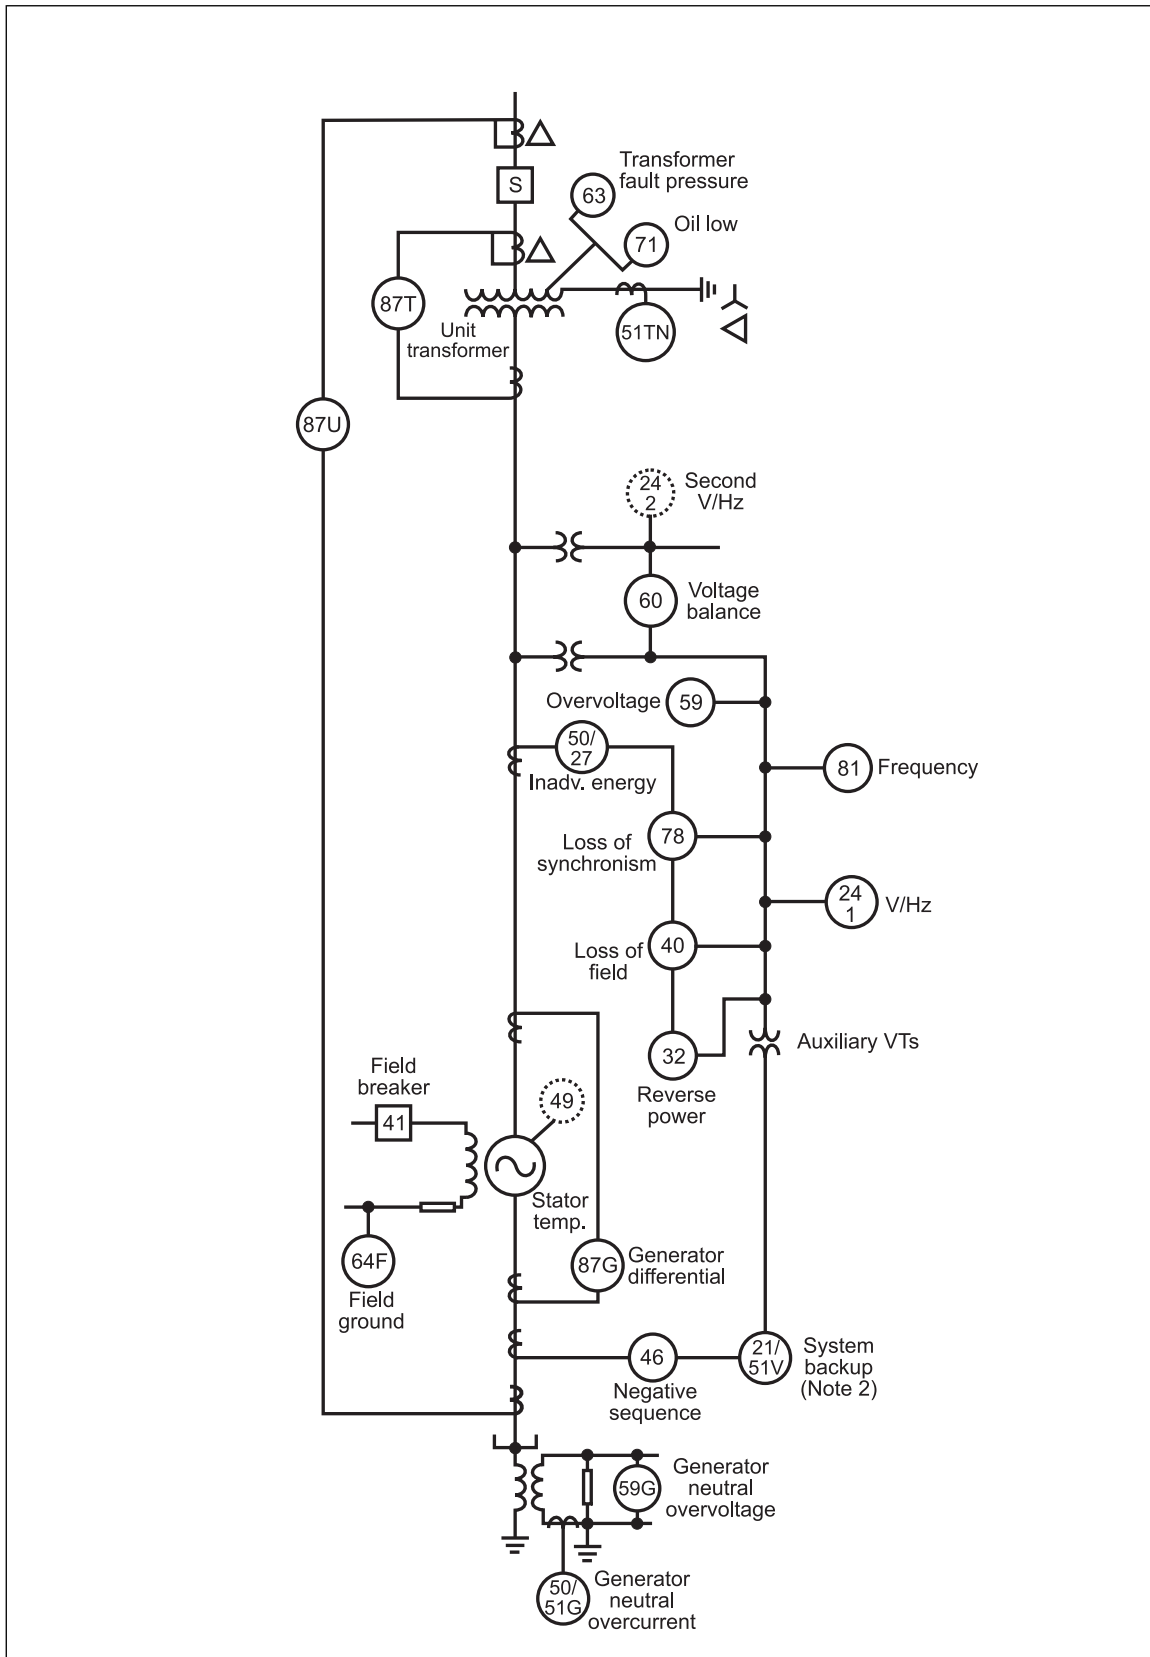 S
Transformer
fault pressure
63
Oil low
71
87T
Unit
transformer
51TN
87U
24
2
Second
V/Hz
60
Voltage
balance
Overvoltage
59
50/
27
Inadv. energy
81
Frequency
78
Loss of
synchronism
24
1
V/Hz
40
Loss of
field
32
Reverse
power
Auxiliary VTs
Field
breaker
41
49
Stator
temp.
64F
Field
ground
87G
Generator
differential
46
Negative
sequence
21/
51V
System
backup
(Note 2)
59G
Generator
neutral
overvoltage
50/
51G
Generator
neutral
overcurrent